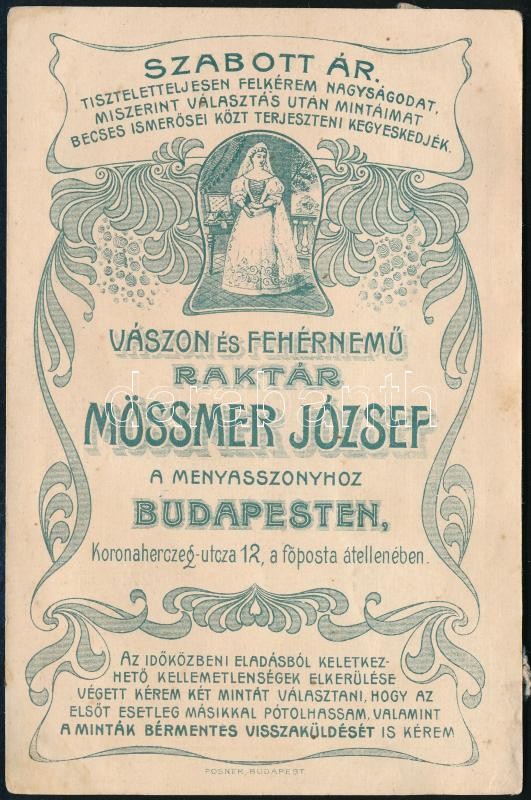 SZABOTT ÁR.
TISZTELETTELJESEN FELKÉREM NAGYSÁGODAT,
MISZERINT VÁLASZTÁS UTÁN MINTÁIMAT
BECSES ISMERŐSEI KÖZT TERJESZTENI KEGYESKEDJÉK.
VÁSZON ÉS FEHÉRNEMŰ
RAKTÁR
darabanth
MÖSSMER JÓZSEF
A MENYASSZONYHOZ
BUDAPESTEN,
Koronaherczeg-utcza 12, a főposta átellenében.
AZ IDŐKÖZBENI ELADÁSBÓL KELETKEZ-
HETŐ KELLEMETLENSÉGEK ELKERÜLÉSE
VÉGETT KÉREM KÉT MINTÁT VÁLASZTANI, HOGY AZ
ELSŐT ESETLEG MÁSIKKAL PÓTOLHASSAM, VALAMINT
A MINTÁK BÉRMENTES VISSZAKÜLDÉSÉT IS KÉREM
POSNER, BUDAPEST.